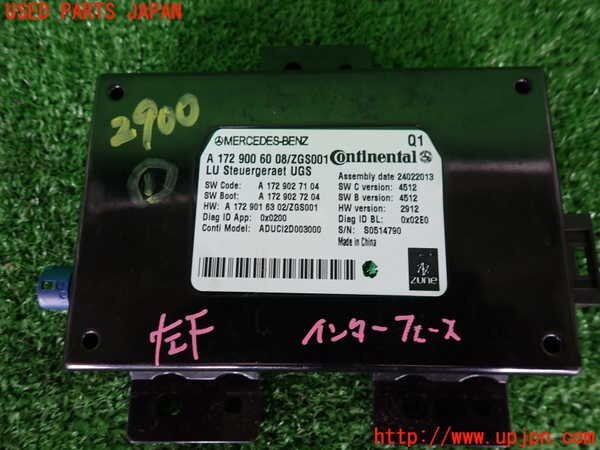 USED PARTS JAPAN
2900
MERCEDES-BENZ Q1
A 172 900 60 08/ZGS001 Continental
LU Steuergeraet UGS Assembly date 24022013
SW Code: A 172 902 71 04 SW C version: 4512
SW Boot: A 172 902 72 04 SW B version: 4512
HW: A 172 901 63 02/ZGS001 HW version: 2912
Diag ID App: 0x0200 Diag ID BL: 0x02E0
Conti Model: ADUCI2D003000 S/N: S0514790
Made in China
zune
左下 インターフェース
http://www.upjpn.com/